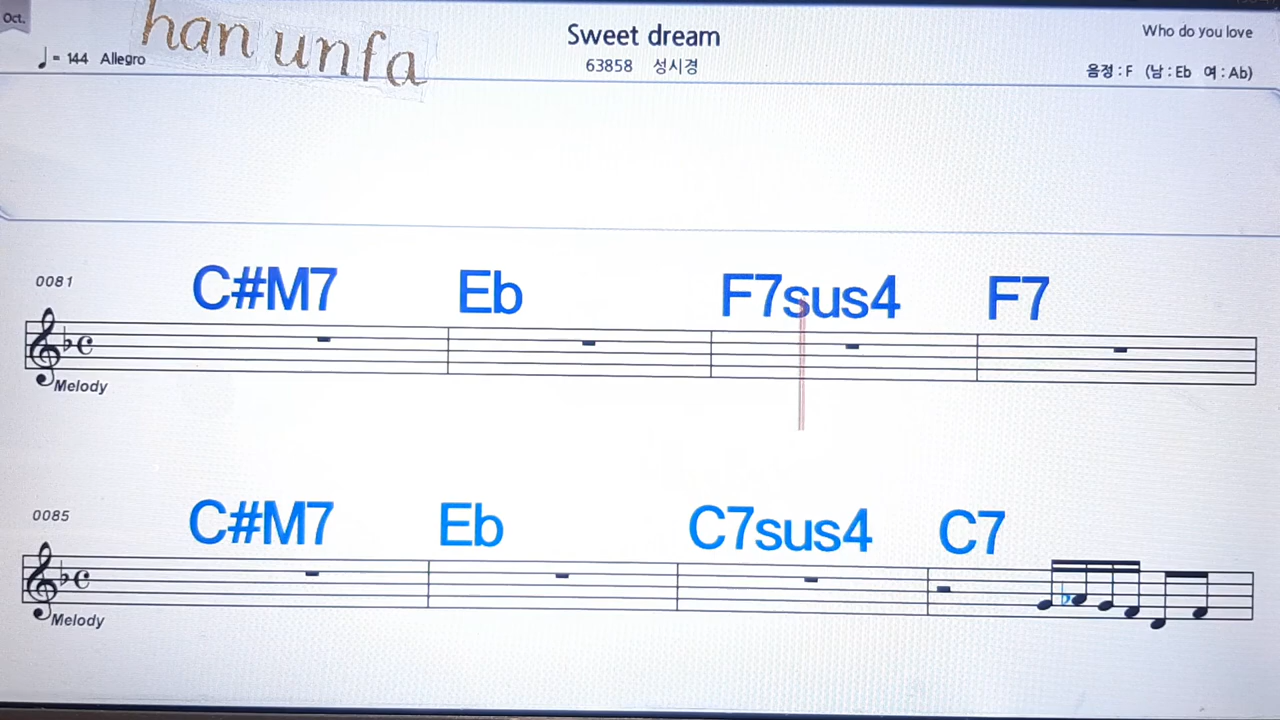 Oct.
han unfa
Sweet dream
Who do you love
♩= 144 Allegro
63858 성시경
음정 : F (남 : Eb 여 : Ab)
0081
C#M7 Eb F7sus4 F7
Melody
0085
C#M7 Eb C7sus4 C7
Melody